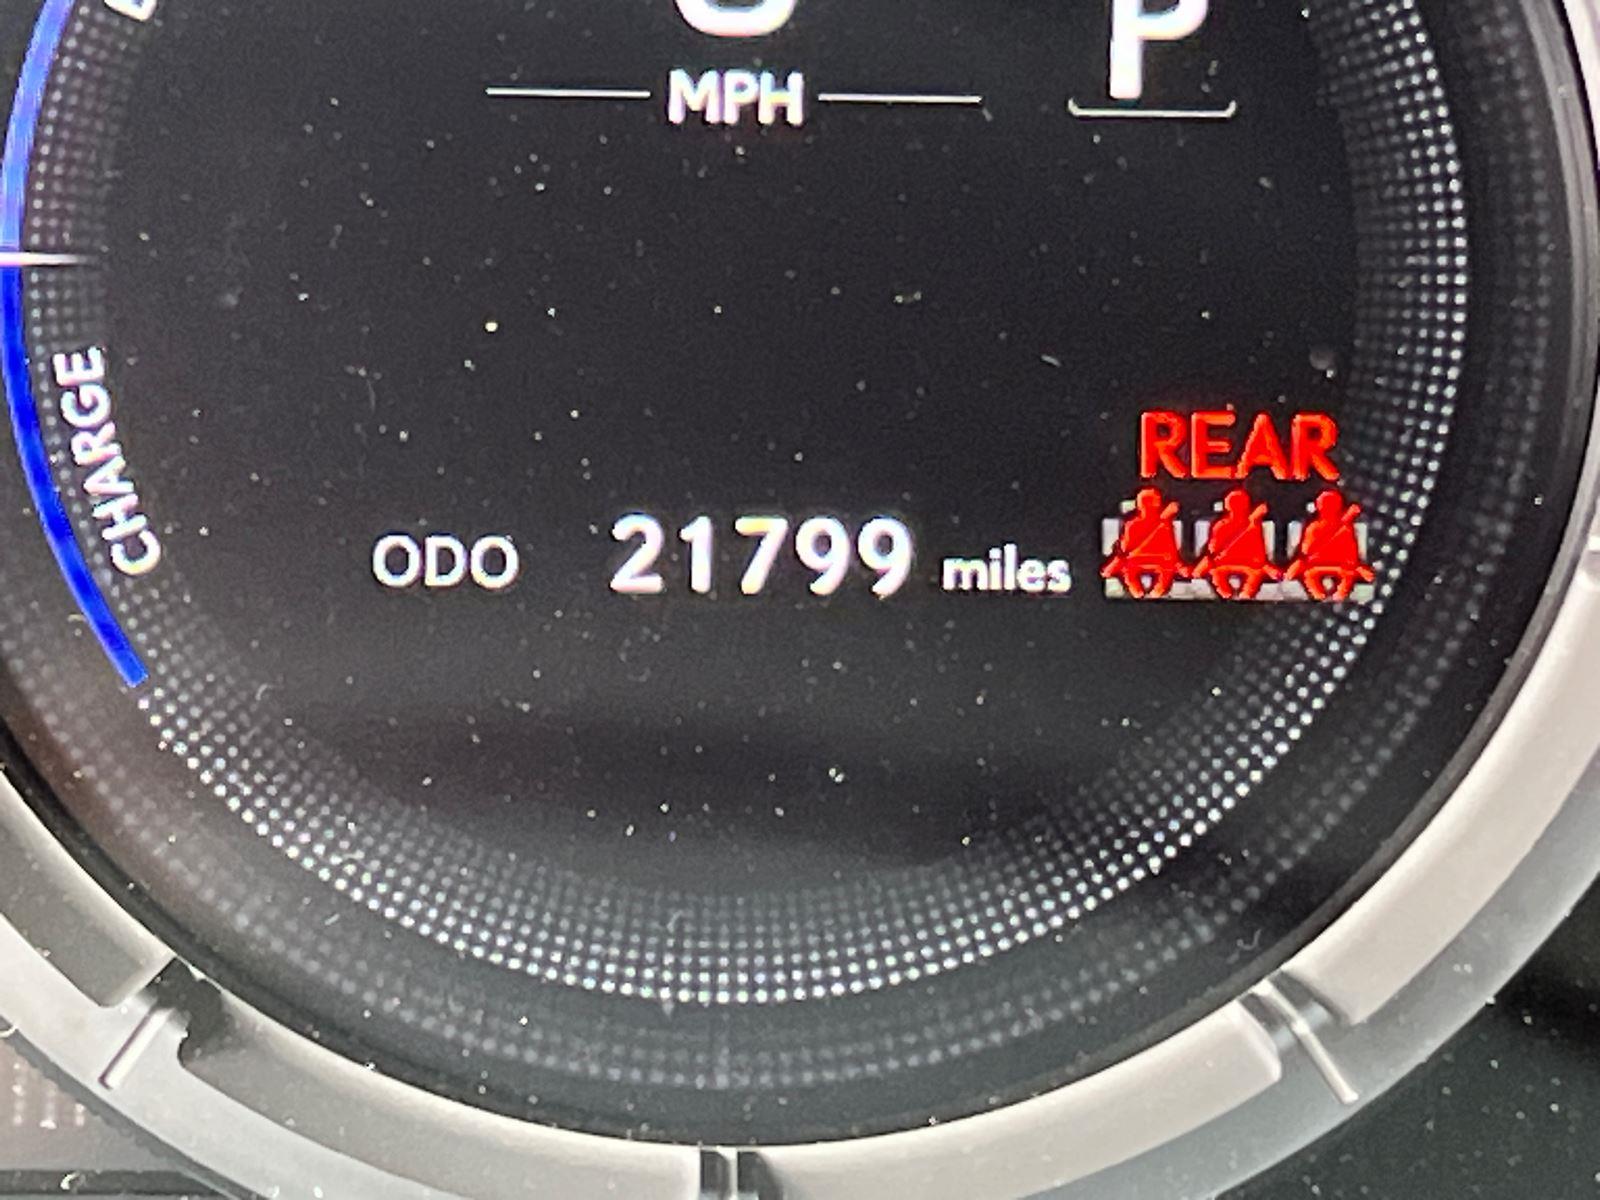 MPH
P
CHARGE
REAR
ODO 21799 miles